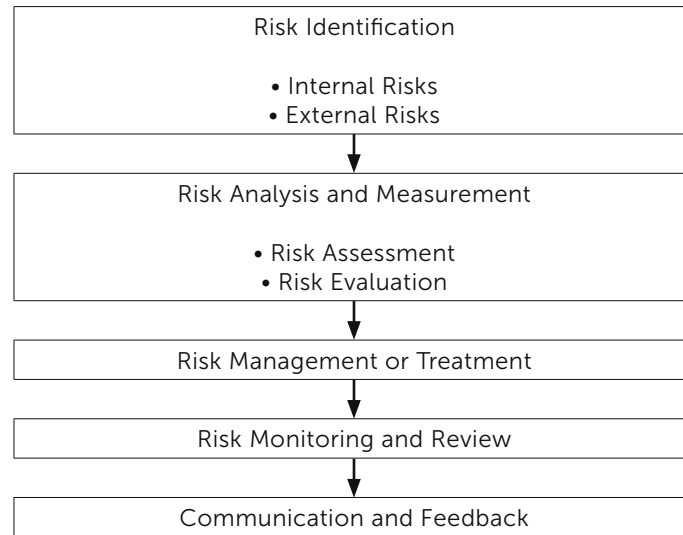 Risk Identification
• Internal Risks
• External Risks
Risk Analysis and Measurement
• Risk Assessment
• Risk Evaluation
Risk Management or Treatment
Risk Monitoring and Review
Communication and Feedback